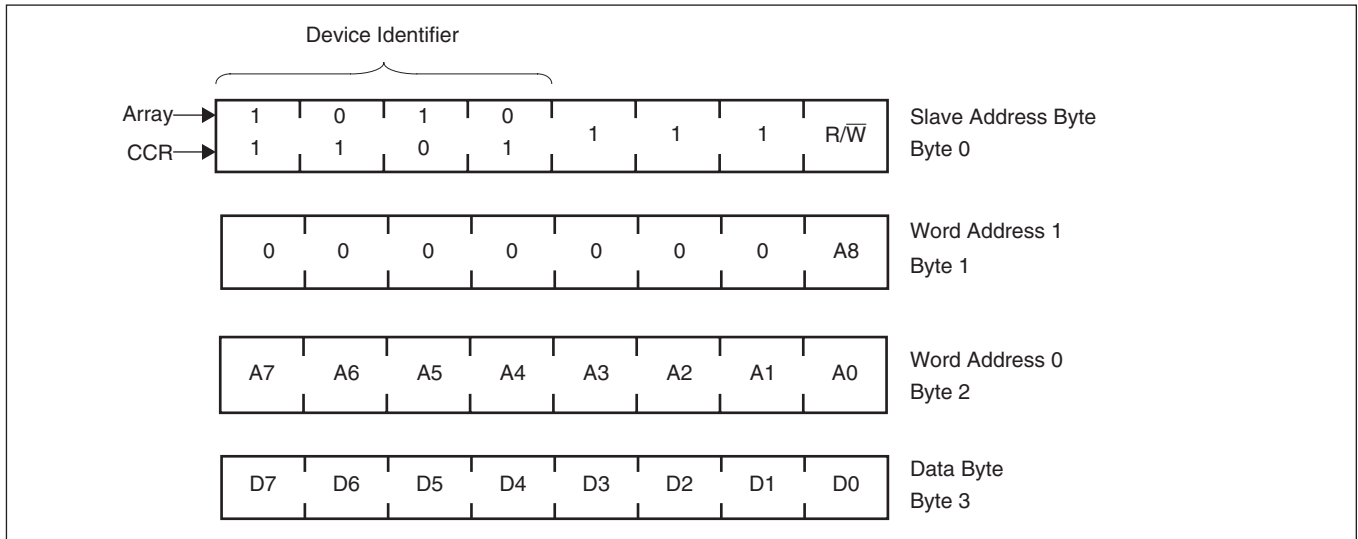 Device Identifier
Array 1 0 1 0 1 1 1 R/W̅ Slave Address Byte
CCR 1 1 0 1 Byte 0
0 0 0 0 0 0 0 A8 Word Address 1
Byte 1
A7 A6 A5 A4 A3 A2 A1 A0 Word Address 0
Byte 2
D7 D6 D5 D4 D3 D2 D1 D0 Data Byte
Byte 3